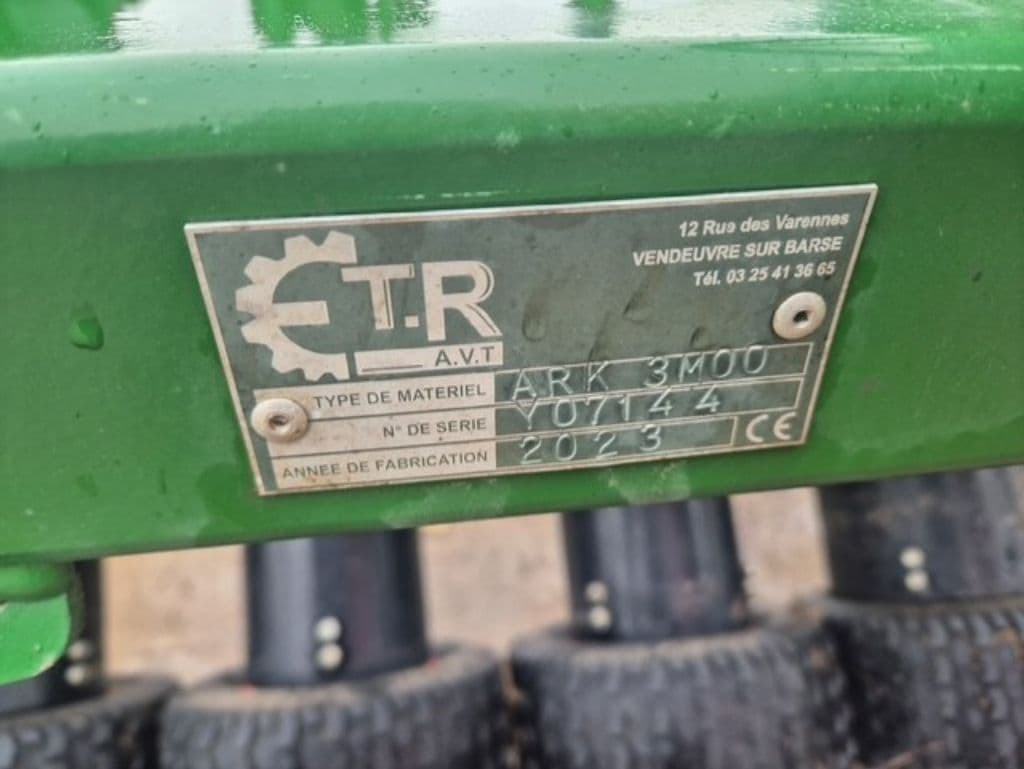 12 Rue des Varennes
VENDEUVRE SUR BARSE
Tél. 03 25 41 36 65
E T.R
A.V.T
TYPE DE MATERIEL ARK 3M00
N° DE SERIE Y07144
ANNEE DE FABRICATION 2023 CE